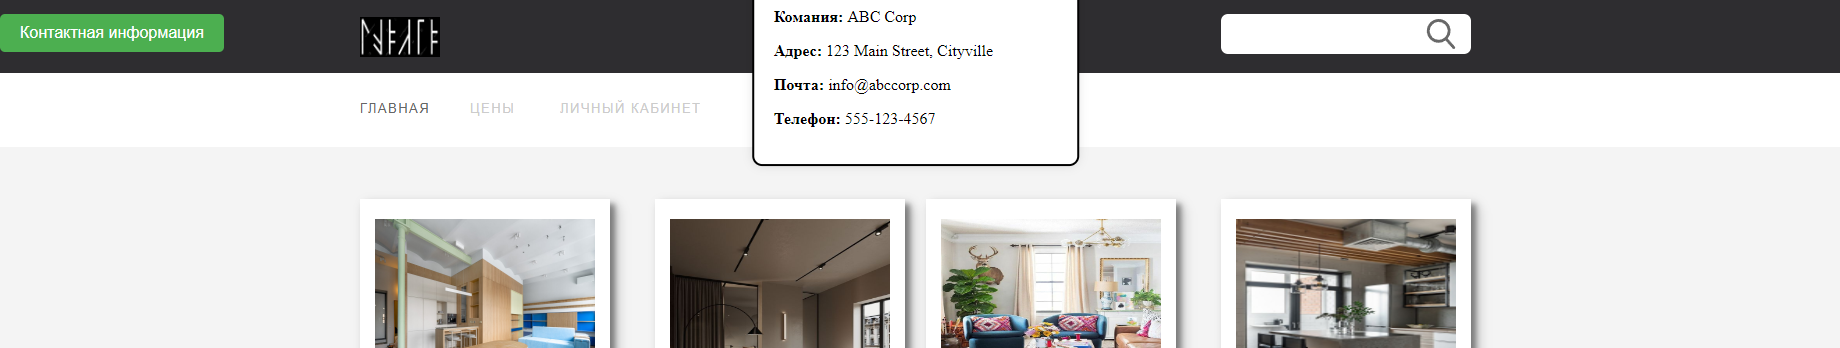 Контактная информация
Комания: ABC Corp
Адрес: 123 Main Street, Cityville
Почта: info@abccorp.com
Телефон: 555-123-4567
ГЛАВНАЯ ЦЕНЫ ЛИЧНЫЙ КАБИНЕТ